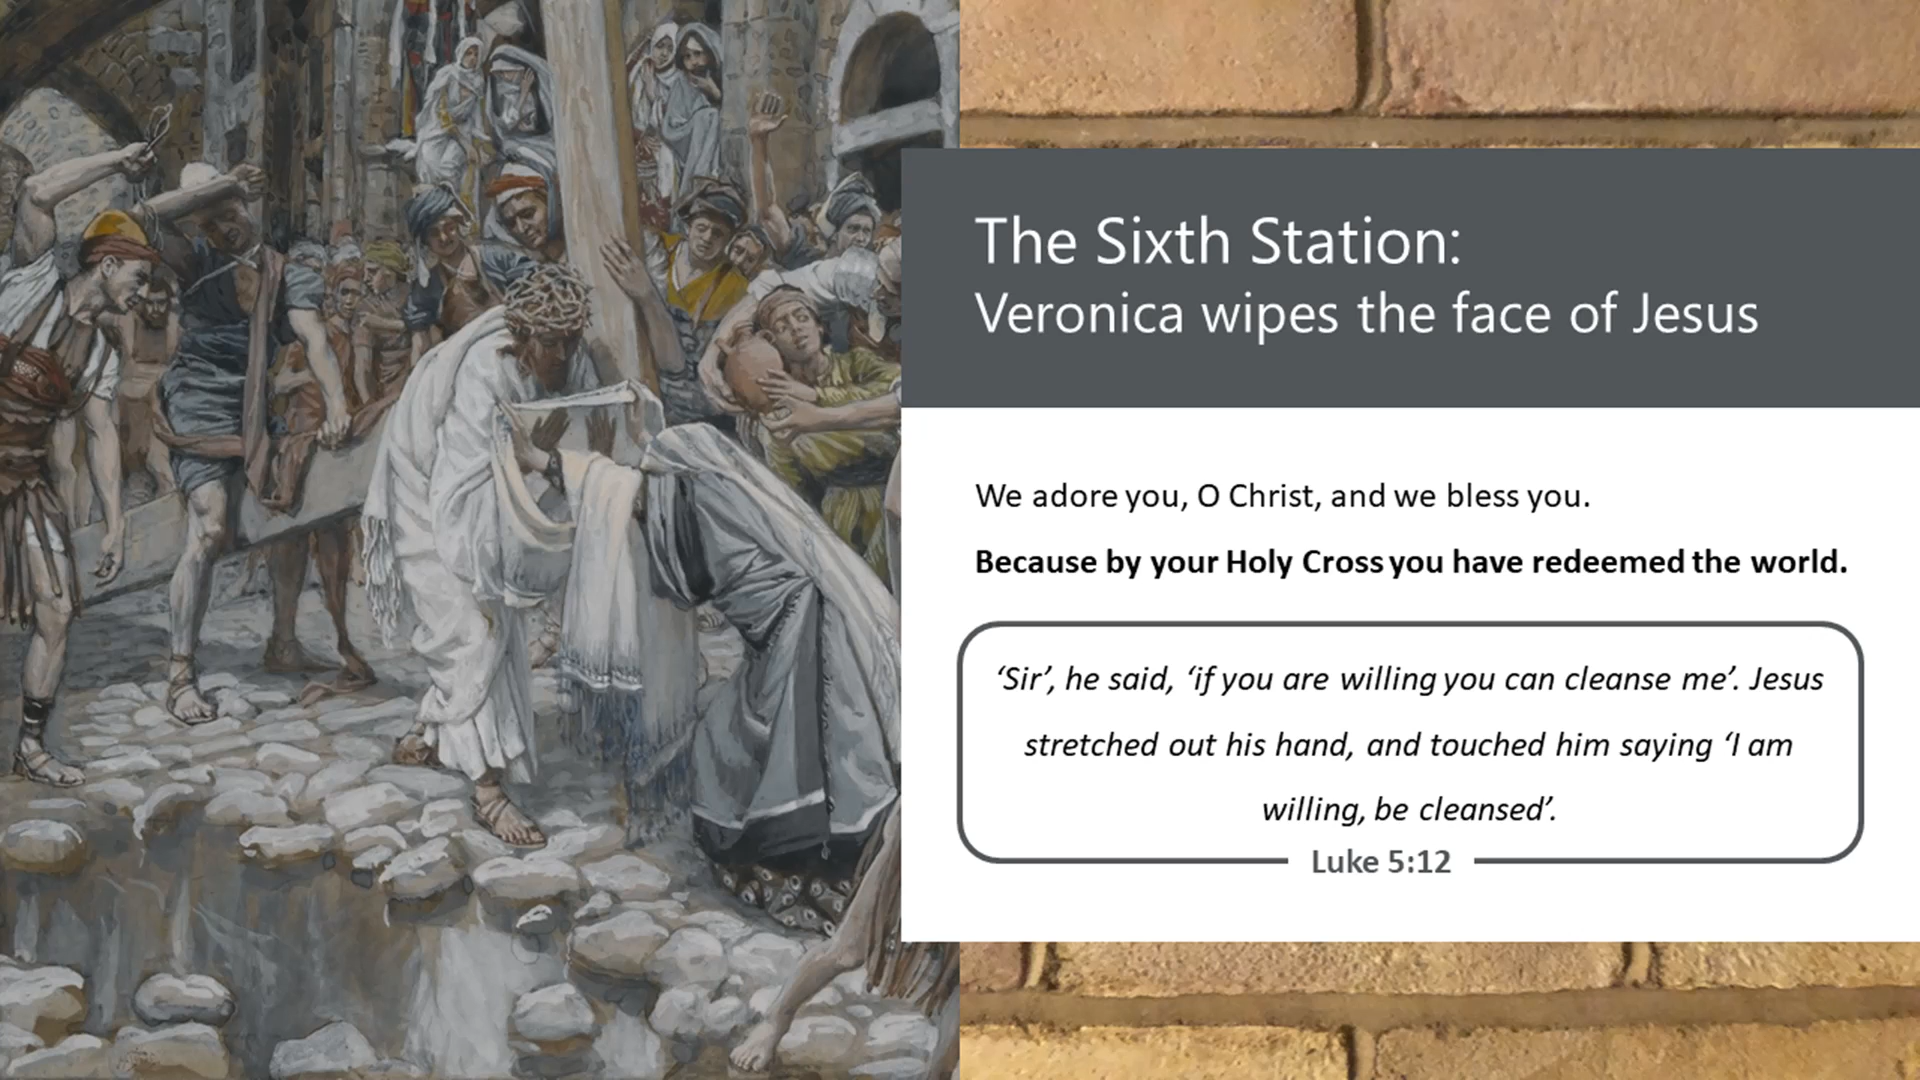 The Sixth Station:
Veronica wipes the face of Jesus
We adore you, O Christ, and we bless you.
Because by your Holy Cross you have redeemed the world.
‘Sir’, he said, ‘if you are willing you can cleanse me’. Jesus
stretched out his hand, and touched him saying ‘I am
willing, be cleansed’.
Luke 5:12